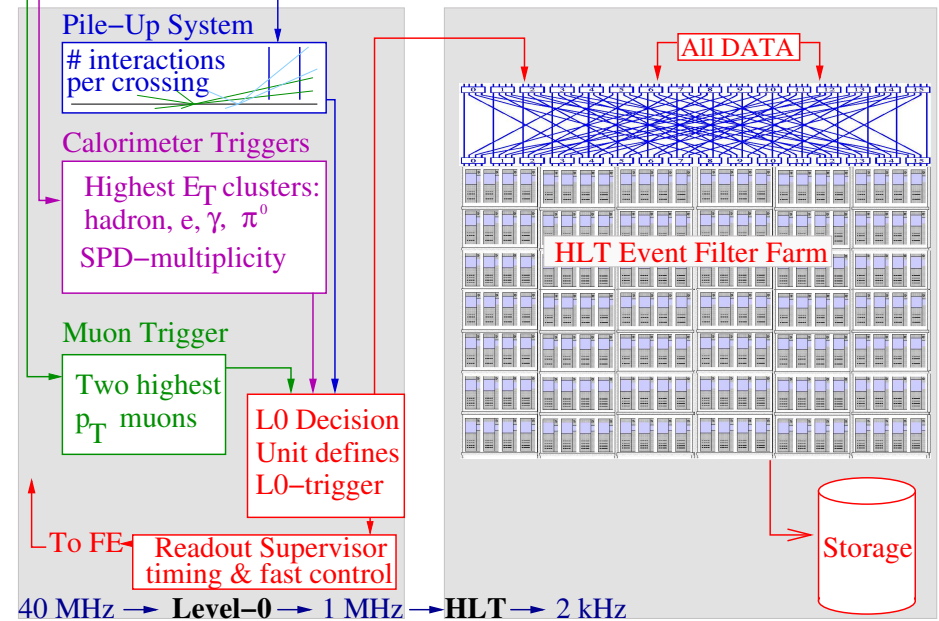 Pile−Up System
# interactions
per crossing
Calorimeter Triggers
Highest E_T clusters:
hadron, e, γ, π⁰
SPD−multiplicity
Muon Trigger
Two highest
p_T muons
L0 Decision
Unit defines
L0−trigger
To FE
Readout Supervisor
timing & fast control
All DATA
HLT Event Filter Farm
Storage
40 MHz → Level−0 → 1 MHz → HLT → 2 kHz